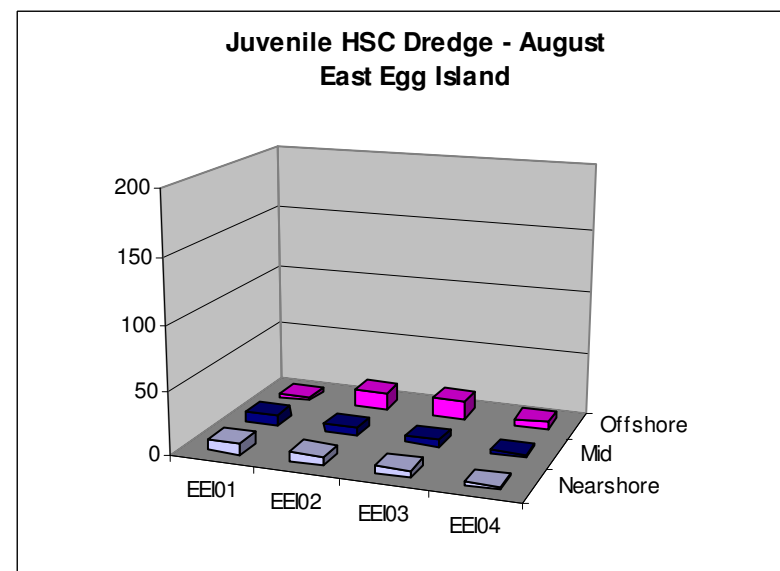 Juvenile HSC Dredge - August
East Egg Island
200
150
100
50
0
EEI01
EEI02
EEI03
EEI04
Offshore
Mid
Nearshore